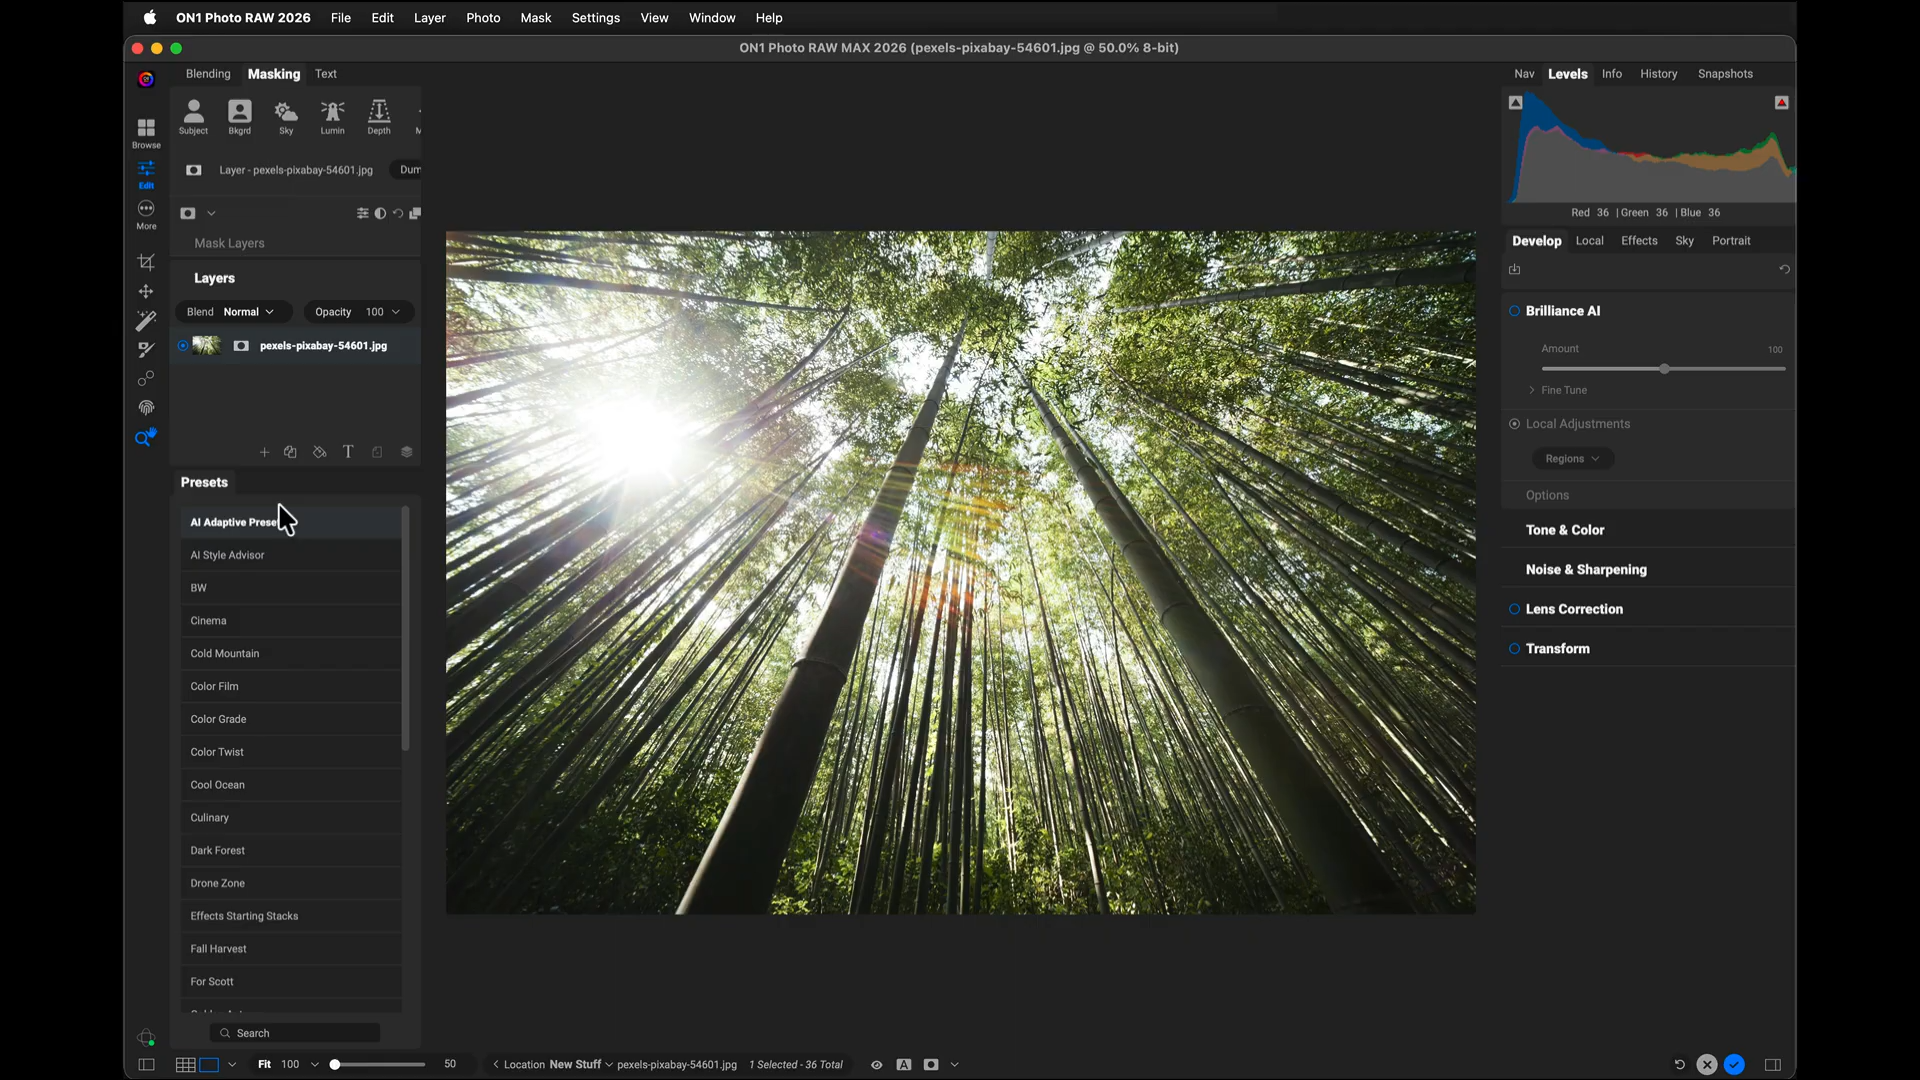 ON1 Photo RAW 2026 File Edit Layer Photo Mask Settings View Window Help
ON1 Photo RAW MAX 2026 (pexels-pixabay-54601.jpg @ 50.0% 8-bit)
Blending Masking Text
Subject Bkgrd Sky Lumin Depth
Layer - pexels-pixabay-54601.jpg
Mask Layers
Layers
Blend Normal Opacity 100
pexels-pixabay-54601.jpg
Presets
AI Adaptive
AI Style Advisor
BW
Cinema
Cold Mountain
Color Film
Color Grade
Color Twist
Cool Ocean
Culinary
Dark Forest
Drone Zone
Effects Starting Stacks
Fall Harvest
For Scott
Search
Browse
Edit
More
Nav Levels Info History Snapshots
Red 36 | Green 36 | Blue 36
Develop Local Effects Sky Portrait
Brilliance AI
Amount 100
Fine Tune
Local Adjustments
Regions
Options
Tone & Color
Noise & Sharpening
Lens Correction
Transform
Fit 100 50 Location New Stuff pexels-pixabay-54601.jpg 1 Selected - 36 Total A